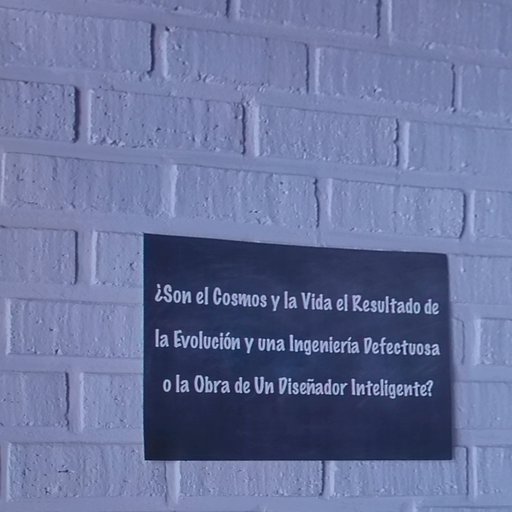 ¿Son el Cosmos y la Vida el Resultado de
la Evolución y una Ingeniería Defectuosa
o la Obra de Un Diseñador Inteligente?